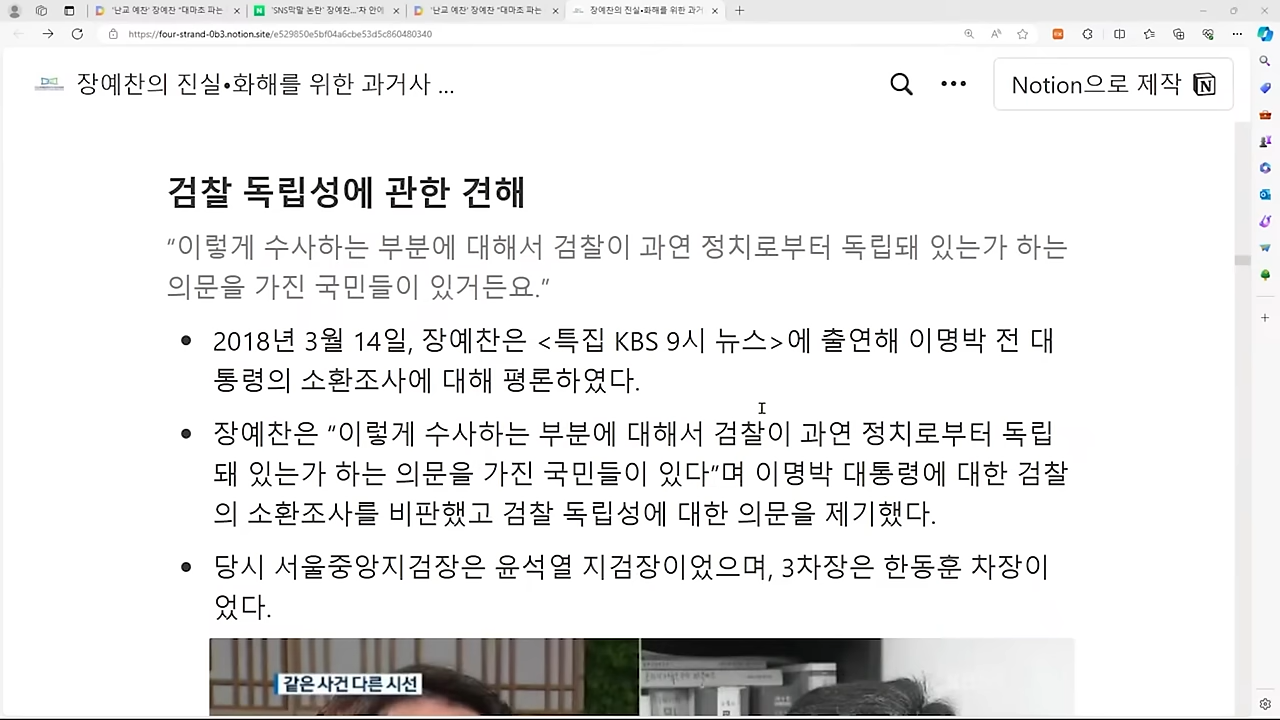 '난교 예찬' 장예찬 "대마초 파는
'SNS막말 논란' 장예찬…'차 안이
'난교 예찬' 장예찬 "대마초 파는
장예찬의 진실•화해를 위한 과거
https://four-strand-0b3.notion.site/e529850e5bf04a6cbe53d5c860480340
장예찬의 진실•화해를 위한 과거사 ...
Notion으로 제작
검찰 독립성에 관한 견해
“이렇게 수사하는 부분에 대해서 검찰이 과연 정치로부터 독립돼 있는가 하는
의문을 가진 국민들이 있거든요.”
2018년 3월 14일, 장예찬은 <특집 KBS 9시 뉴스>에 출연해 이명박 전 대
통령의 소환조사에 대해 평론하였다.
장예찬은 “이렇게 수사하는 부분에 대해서 검찰이 과연 정치로부터 독립
돼 있는가 하는 의문을 가진 국민들이 있다”며 이명박 대통령에 대한 검찰
의 소환조사를 비판했고 검찰 독립성에 대한 의문을 제기했다.
당시 서울중앙지검장은 윤석열 지검장이었으며, 3차장은 한동훈 차장이
었다.
같은 사건 다른 시선